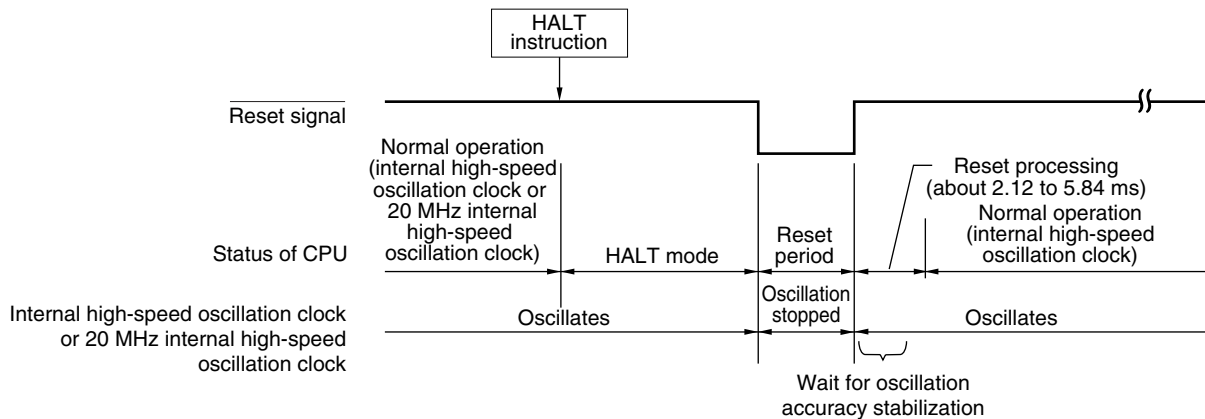 HALT
instruction
Reset signal
Normal operation
(internal high-speed
oscillation clock or
20 MHz internal
high-speed
oscillation clock)
Reset processing
(about 2.12 to 5.84 ms)
Normal operation
(internal high-speed
oscillation clock)
Status of CPU
HALT mode
Reset
period
Internal high-speed oscillation clock
or 20 MHz internal high-speed
oscillation clock
Oscillates
Oscillation
stopped
Oscillates
Wait for oscillation
accuracy stabilization